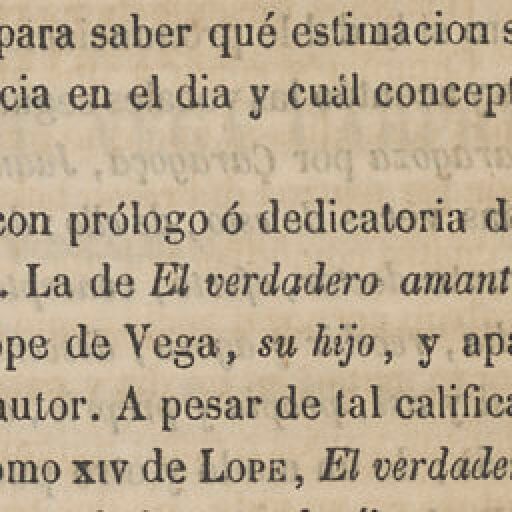 para saber qué estimacion s
cia en el dia y cuál concept
con prólogo ó dedicatoria d
. La de El verdadero amant
ope de Vega, su hijo, y apa
autor. A pesar de tal califica
omo XIV de LOPE, El verdade